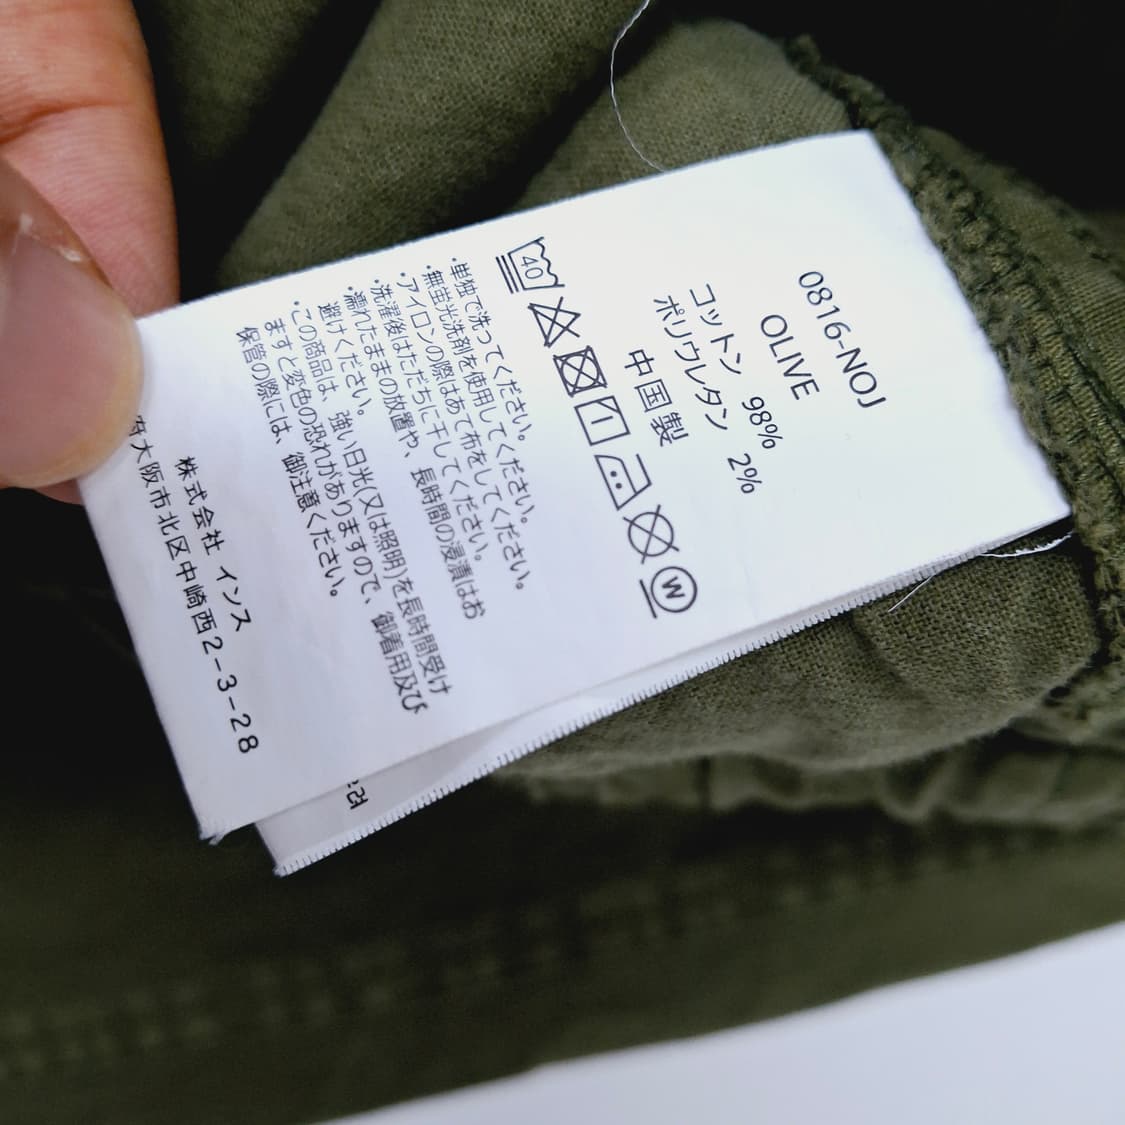 0816-NOJ
OLIVE
コットン 98%
ポリウレタン 2%
中国製
40
W
・単独で洗ってください。
・無蛍光洗剤を使用してください。
・アイロンの際はあて布をしてください。
・洗濯後はただちに干してください。
・濡れたままの放置や、長時間の浸漬はお
避けください。
・この商品は、強い日光(又は照明)を長時間受け
ますと変色の恐れがありますので、御着用及び
保管の際には、御注意ください。
株式会社 インス
府大阪市北区中崎西2-3-28